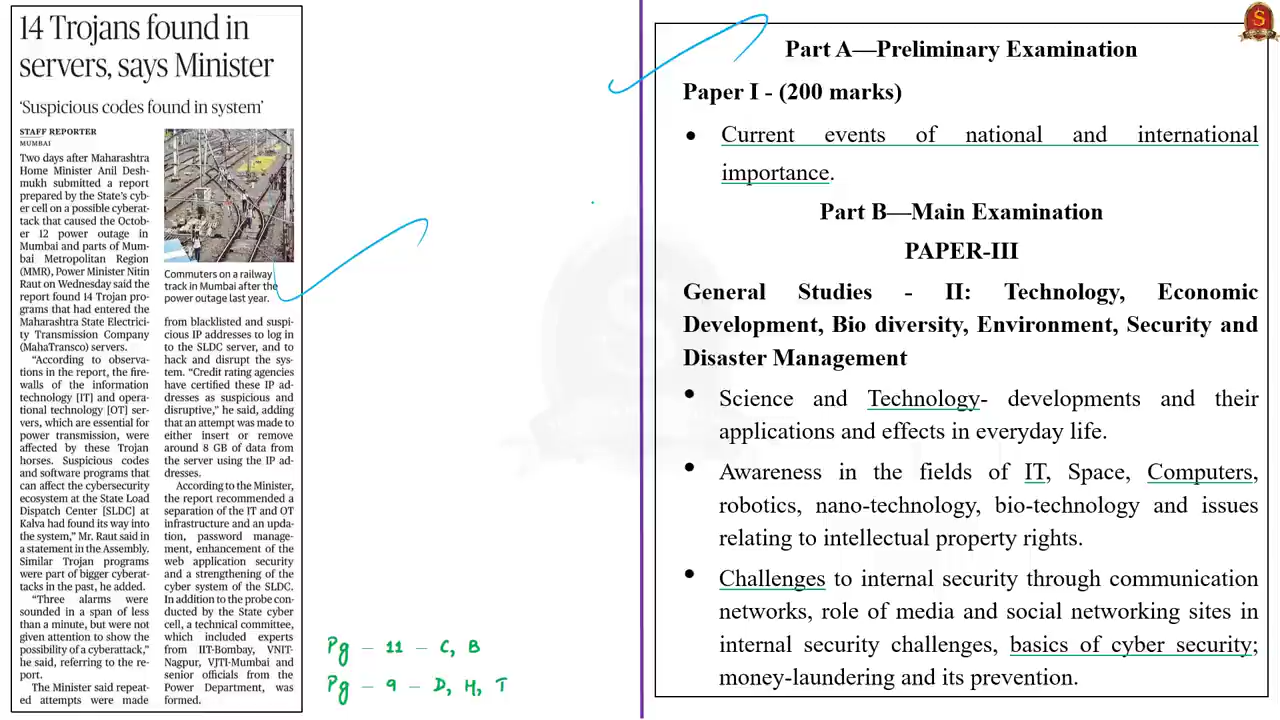 14 Trojans found in
servers, says Minister
‘Suspicious codes found in system’
STAFF REPORTER
MUMBAI
Two days after Maharashtra
Home Minister Anil Desh-
mukh submitted a report
prepared by the State's cyb-
er cell on a possible cyberat-
tack that caused the Octob-
er 12 power outage in
Mumbai and parts of Mum-
bai Metropolitan Region
(MMR), Power Minister Nitin
Raut on Wednesday said the
report found 14 Trojan pro-
grams that had entered the
Maharashtra State Electrici-
ty Transmission Company
(MahaTransco) servers.
“According to observa-
tions in the report, the fire-
walls of the information
technology [IT] and opera-
tional technology [OT] ser-
vers, which are essential for
power transmission, were
affected by these Trojan
horses. Suspicious codes
and software programs that
can affect the cybersecurity
ecosystem at the State Load
Dispatch Center [SLDC] at
Kalva had found its way into
the system,” Mr. Raut said in
a statement in the Assembly.
Similar Trojan programs
were part of bigger cyberat-
tacks in the past, he added.
“Three alarms were
sounded in a span of less
than a minute, but were not
given attention to show the
possibility of a cyberattack,”
he said, referring to the re-
port.
The Minister said repeat-
ed attempts were made
Commuters on a railway
track in Mumbai after the
power outage last year.
from blacklisted and suspi-
cious IP addresses to log in
to the SLDC server, and to
hack and disrupt the sys-
tem. “Credit rating agencies
have certified these IP ad-
dresses as suspicious and
disruptive,” he said, adding
that an attempt was made to
either insert or remove
around 8 GB of data from
the server using the IP ad-
dresses.
According to the Minister,
the report recommended a
separation of the IT and OT
infrastructure and an upda-
tion, password manage-
ment, enhancement of the
web application security
and a strengthening of the
cyber system of the SLDC.
In addition to the probe con-
ducted by the State cyber
cell, a technical committee,
which included experts
from IIT-Bombay, VNIT-
Nagpur, VJTI-Mumbai and
senior officials from the
Power Department, was
formed.
Pg – 11 – C, B
Pg – 9 – D, H, T
Part A—Preliminary Examination
Paper I - (200 marks)
• Current events of national and international
importance.
Part B—Main Examination
PAPER-III
General Studies - II: Technology, Economic
Development, Bio diversity, Environment, Security and
Disaster Management
• Science and Technology- developments and their
applications and effects in everyday life.
• Awareness in the fields of IT, Space, Computers,
robotics, nano-technology, bio-technology and issues
relating to intellectual property rights.
• Challenges to internal security through communication
networks, role of media and social networking sites in
internal security challenges, basics of cyber security;
money-laundering and its prevention.